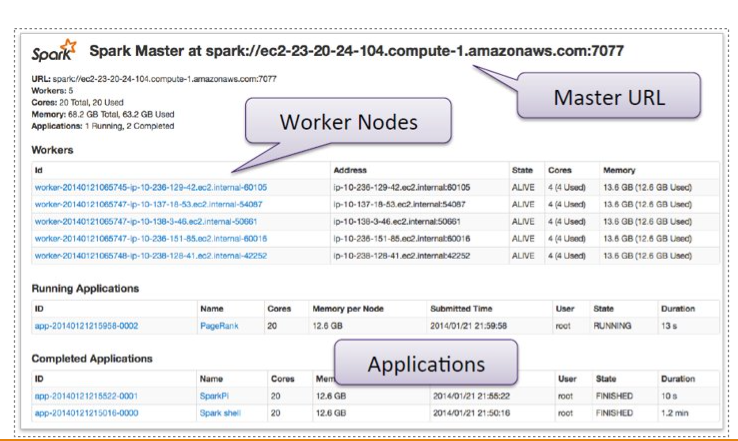 Spark Spark Master at spark://ec2-23-20-24-104.compute-1.amazonaws.com:7077
URL: spark://ec2-23-20-24-104.compute-1.amazonaws.com:7077
Workers: 5
Cores: 20 Total, 20 Used
Memory: 68.2 GB Total, 63.2 GB Used
Applications: 1 Running, 2 Completed
Master URL
Worker Nodes
Workers
Id Address State Cores Memory
worker-20140121065745-ip-10-236-129-42.ec2.internal-60105 ip-10-236-129-42.ec2.internal:60105 ALIVE 4 (4 Used) 13.6 GB (12.6 GB Used)
worker-20140121065747-ip-10-137-18-53.ec2.internal-54087 ip-10-137-18-53.ec2.internal:54087 ALIVE 4 (4 Used) 13.6 GB (12.6 GB Used)
worker-20140121065747-ip-10-138-3-46.ec2.internal-50661 ip-10-138-3-46.ec2.internal:50661 ALIVE 4 (4 Used) 13.6 GB (12.6 GB Used)
worker-20140121065747-ip-10-236-151-85.ec2.internal-60016 ip-10-236-151-85.ec2.internal:60016 ALIVE 4 (4 Used) 13.6 GB (12.6 GB Used)
worker-20140121065748-ip-10-238-128-41.ec2.internal-42252 ip-10-238-128-41.ec2.internal:42252 ALIVE 4 (4 Used) 13.6 GB (12.6 GB Used)
Running Applications
ID Name Cores Memory per Node Submitted Time User State Duration
app-20140121215958-0002 PageRank 20 12.6 GB 2014/01/21 21:59:58 root RUNNING 13 s
Applications
Completed Applications
ID Name Cores User State Duration
app-20140121215522-0001 SparkPi 20 12.6 GB 2014/01/21 21:55:22 root FINISHED 10 s
app-20140121215016-0000 Spark shell 20 12.6 GB 2014/01/21 21:50:16 root FINISHED 1.2 min